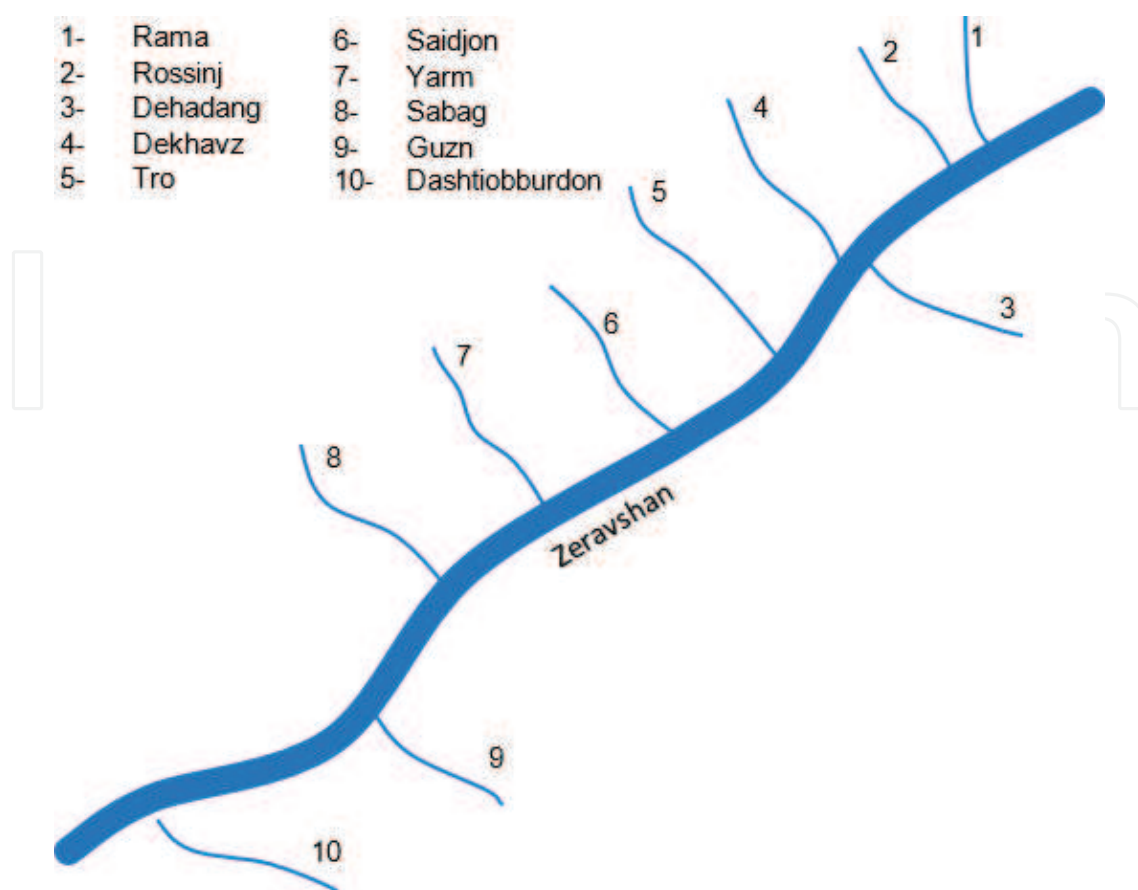 1- Rama
2- Rossinj
3- Dehadang
4- Dekhavz
5- Tro
6- Saidjon
7- Yarm
8- Sabag
9- Guzn
10- Dashtiobburdon
1
2
4
5
3
6
7
8
Zeravshan
9
10